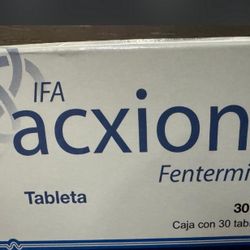 IFA
acxion
Fentermi
Tableta
30
Caja con 30 tab